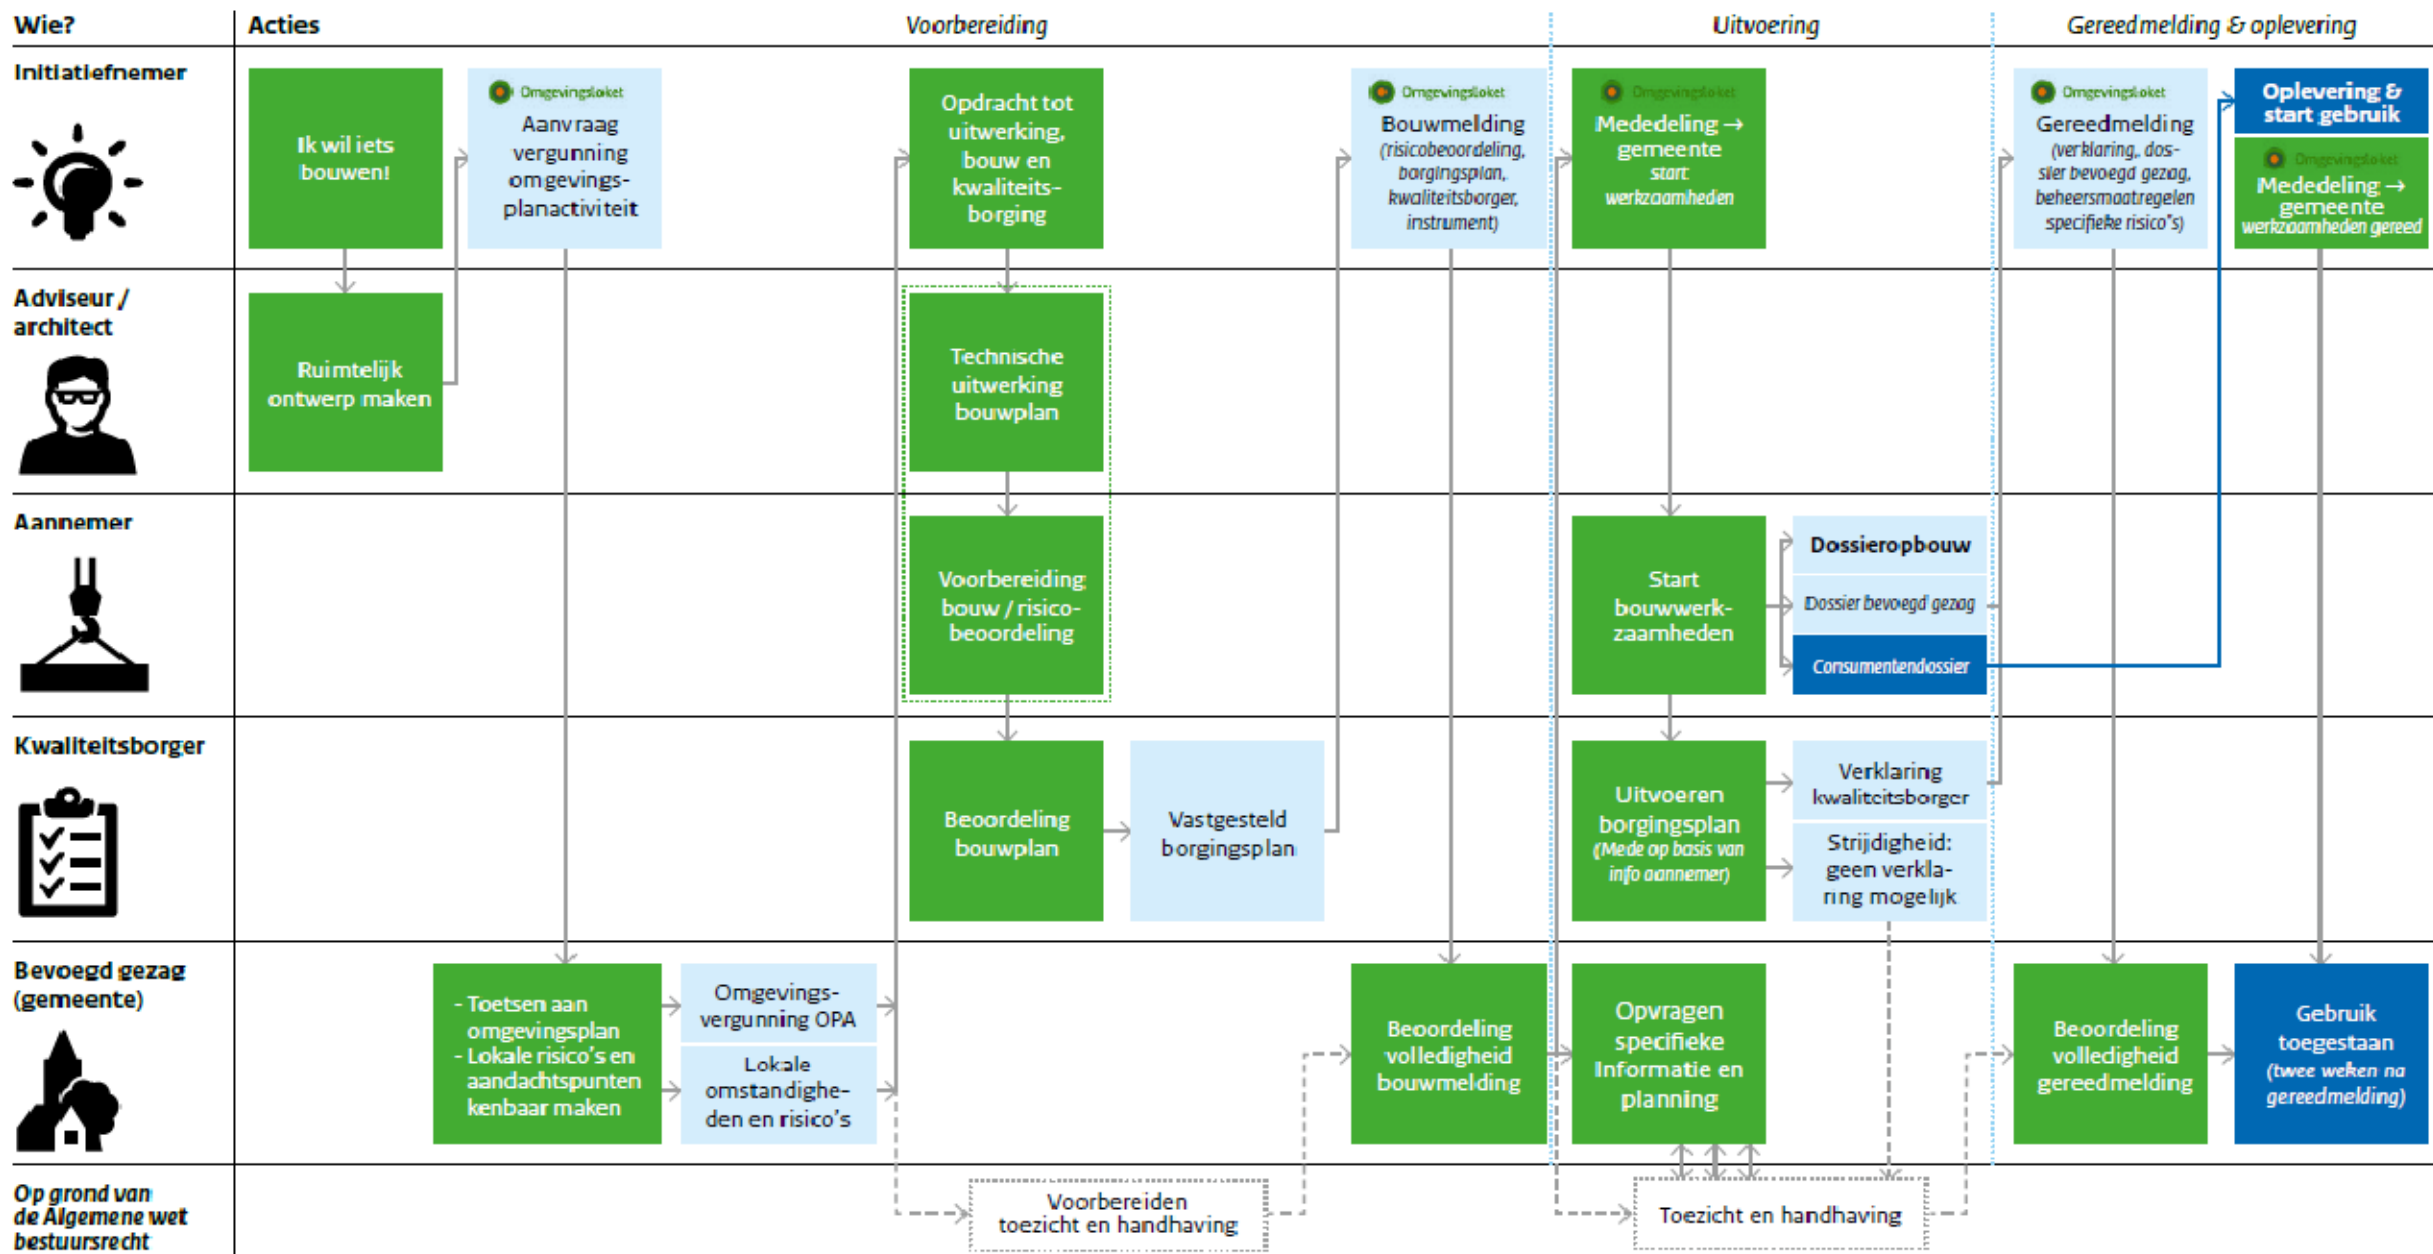 Wie?
Acties
Voorbereiding
Uitvoering
Gereedmelding & oplevering
Initiatiefnemer
Ik wil iets
bouwen!
Omgevingsloket
Aanvraag
vergunning
omgevings-
planactiviteit
Opdracht tot
uitwerking,
bouw en
kwaliteits-
borging
Omgevingsloket
Bouwmelding
(risicobeoordeling,
borgingsplan,
kwaliteitsborger,
instrument)
Omgevingsloket
Mededeling →
gemeente
start
werkzaamheden
Omgevingsloket
Gereedmelding
(verklaring, dos-
sier bevoegd gezag,
beheersmaatregelen
specifieke risico's)
Oplevering &
start gebruik
Omgevingsloket
Mededeling →
gemeente
werkzaamheden gereed
Adviseur /
architect
Ruimtelijk
ontwerp maken
Technische
uitwerking
bouwplan
Aannemer
Voorbereiding
bouw / risico-
beoordeling
Start
bouwwerk-
zaamheden
Dossieropbouw
Dossier bevoegd gezag
Consumentendossier
Kwaliteitsborger
Beoordeling
bouwplan
Vastgesteld
borgingsplan
Uitvoeren
borgingsplan
(Mede op basis van
info aannemer)
Verklaring
kwaliteitsborger
Strijdigheid:
geen verkla-
ring mogelijk
Bevoegd gezag
(gemeente)
- Toetsen aan
omgevingsplan
- Lokale risico's en
aandachtspunten
kenbaar maken
Omgevings-
vergunning OPA
Lokale
omstandighe-
den en risico's
Beoordeling
volledigheid
bouwmelding
Opvragen
specifieke
Informatie en
planning
Beoordeling
volledigheid
gereedmelding
Gebruik
toegestaan
(twee weken na
gereedmelding)
Op grond van
de Algemene wet
bestuursrecht
Voorbereiden
toezicht en handhaving
Toezicht en handhaving